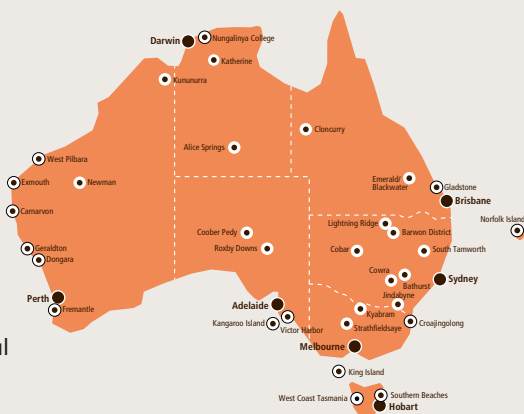 Darwin
Nungalinya College
Katherine
Kununurra
Cloncurry
Alice Springs
West Pilbara
Exmouth
Newman
Emerald/
Blackwater
Gladstone
Brisbane
Carnarvon
Norfolk Island
Lightning Ridge
Barwon District
Coober Pedy
Roxby Downs
Cobar
South Tamworth
Geraldton
Dongara
Cowra
Bathurst
Sydney
Perth
Fremantle
Jindabyne
Adelaide
Kyabram
Kangaroo Island
Victor Harbor
Strathfieldsaye
Croajingolong
Melbourne
King Island
West Coast Tasmania
Southern Beaches
Hobart